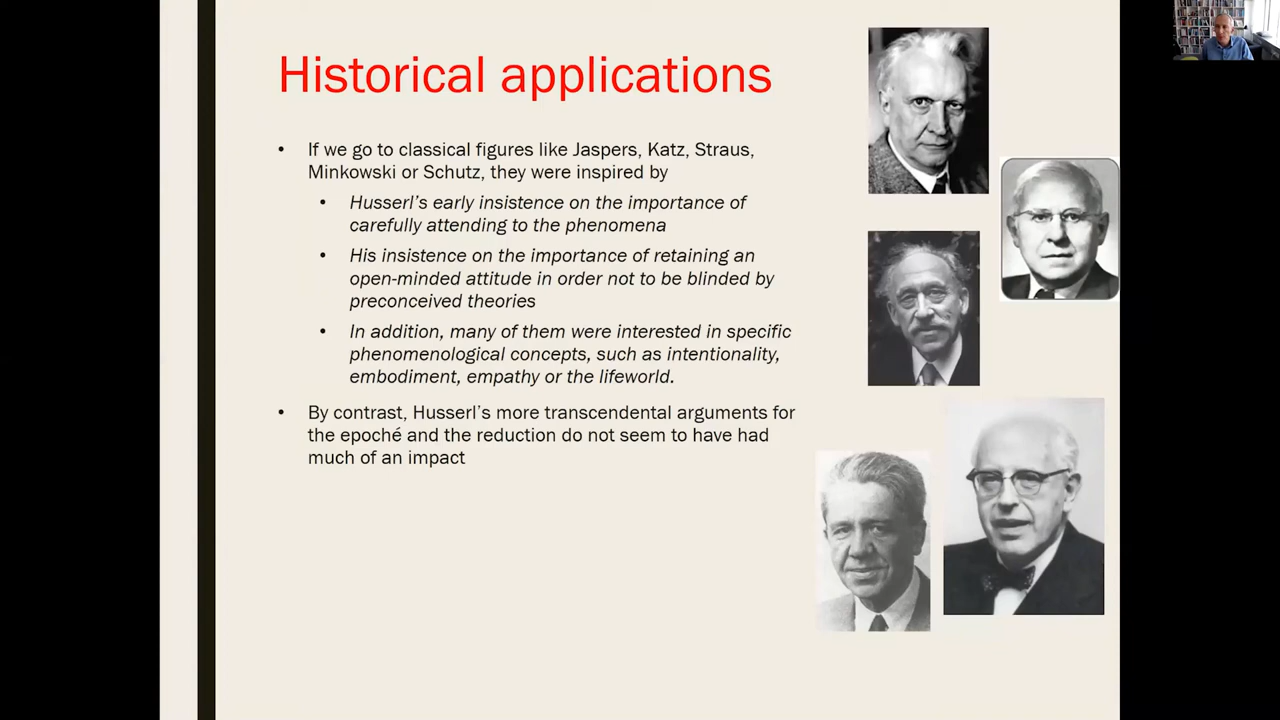 Historical applications
• If we go to classical figures like Jaspers, Katz, Straus,
Minkowski or Schutz, they were inspired by
• Husserl’s early insistence on the importance of
carefully attending to the phenomena
• His insistence on the importance of retaining an
open-minded attitude in order not to be blinded by
preconceived theories
• In addition, many of them were interested in specific
phenomenological concepts, such as intentionality,
embodiment, empathy or the lifeworld.
• By contrast, Husserl’s more transcendental arguments for
the epoché and the reduction do not seem to have had
much of an impact